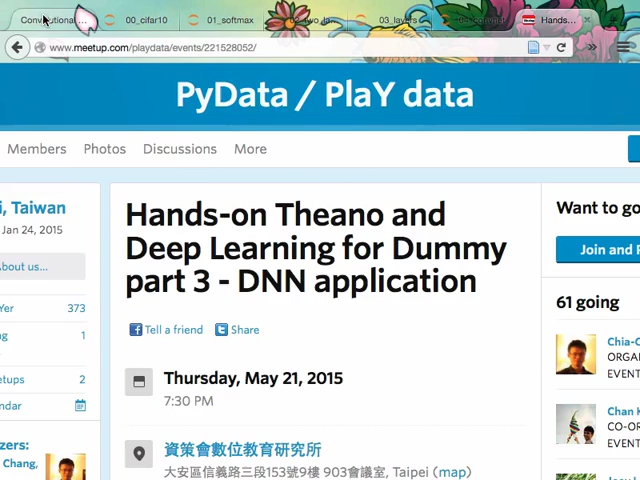 Convolutional ...
00_cifar10
01_softmax
02_two_la...
03_layers
Hands...
www.meetup.com/playdata/events/221528052/
PyData / PlaY data
Members Photos Discussions More
i, Taiwan
Jan 24, 2015
About us...
Yer 373
ng 1
etups 2
ndar
zers:
Chang,
Hands-on Theano and
Deep Learning for Dummy
part 3 - DNN application
Tell a friend Share
Thursday, May 21, 2015
7:30 PM
資策會數位教育研究所
大安區信義路三段153號9樓 903會議室, Taipei (map)
Want to go
Join and R
61 going
Chia-C
ORGA
EVENT
Chan K
CO-OR
EVENT